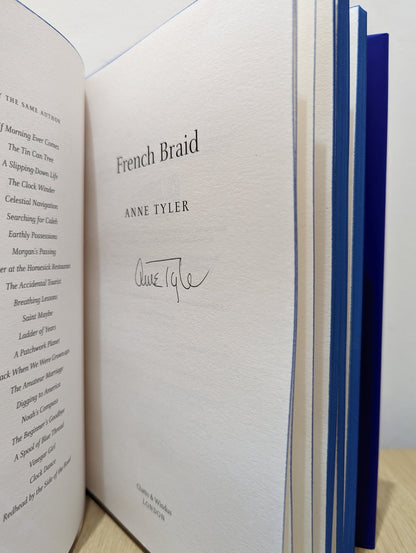 Y THE SAME AUTHOR
f Morning Ever Comes
The Tin Can Tree
A Slipping-Down Life
The Clock Winder
Celestial Navigation
Searching for Caleb
Earthly Possessions
Morgan's Passing
er at the Homesick Restaurant
The Accidental Tourist
Breathing Lessons
Saint Maybe
Ladder of Years
A Patchwork Planet
ack When We Were Grown-ups
The Amateur Marriage
Digging to America
Noah's Compass
The Beginner's Goodbye
A Spool of Blue Thread
Vinegar Girl
Clock Dance
Redhead by the Side of the Road
French Braid
ANNE TYLER
Anne Tyler
Chatto & Windus
LONDON